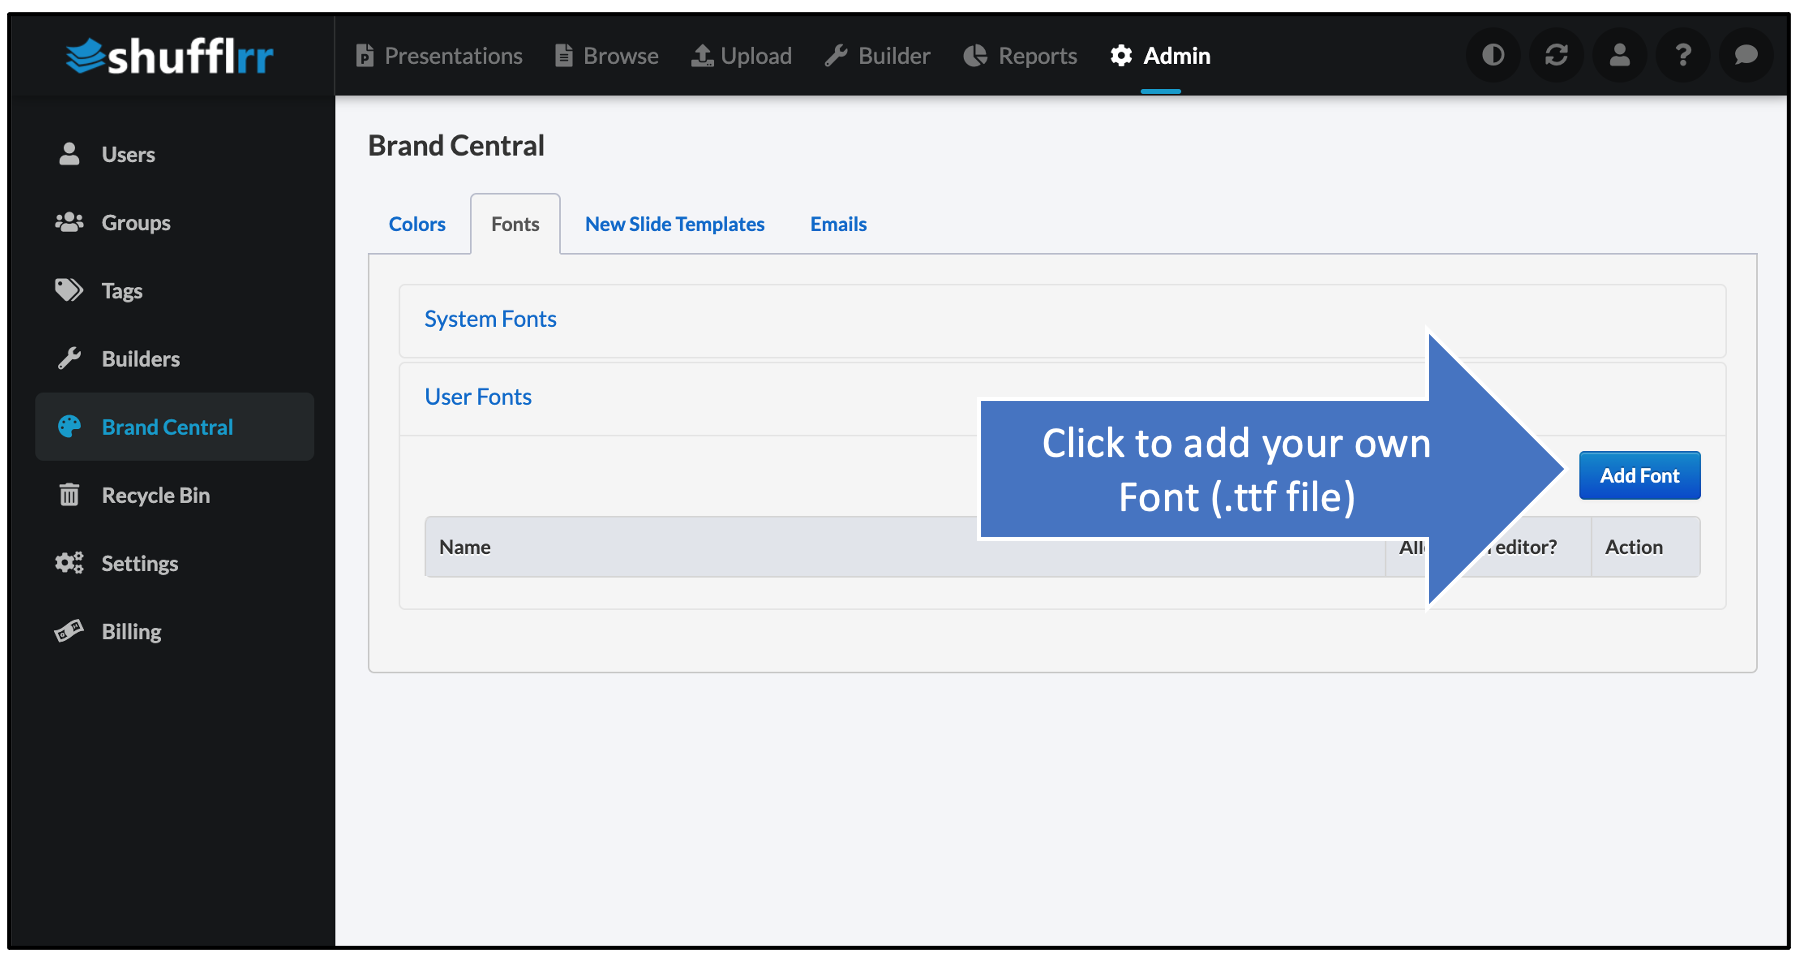 shufflrr
Presentations
Browse
Upload
Builder
Reports
Admin
?
Users
Groups
Tags
Builders
Brand Central
Recycle Bin
Settings
Billing
Brand Central
Colors
Fonts
New Slide Templates
Emails
System Fonts
User Fonts
Click to add your own
Font (.ttf file)
Add Font
Name
editor?
Action